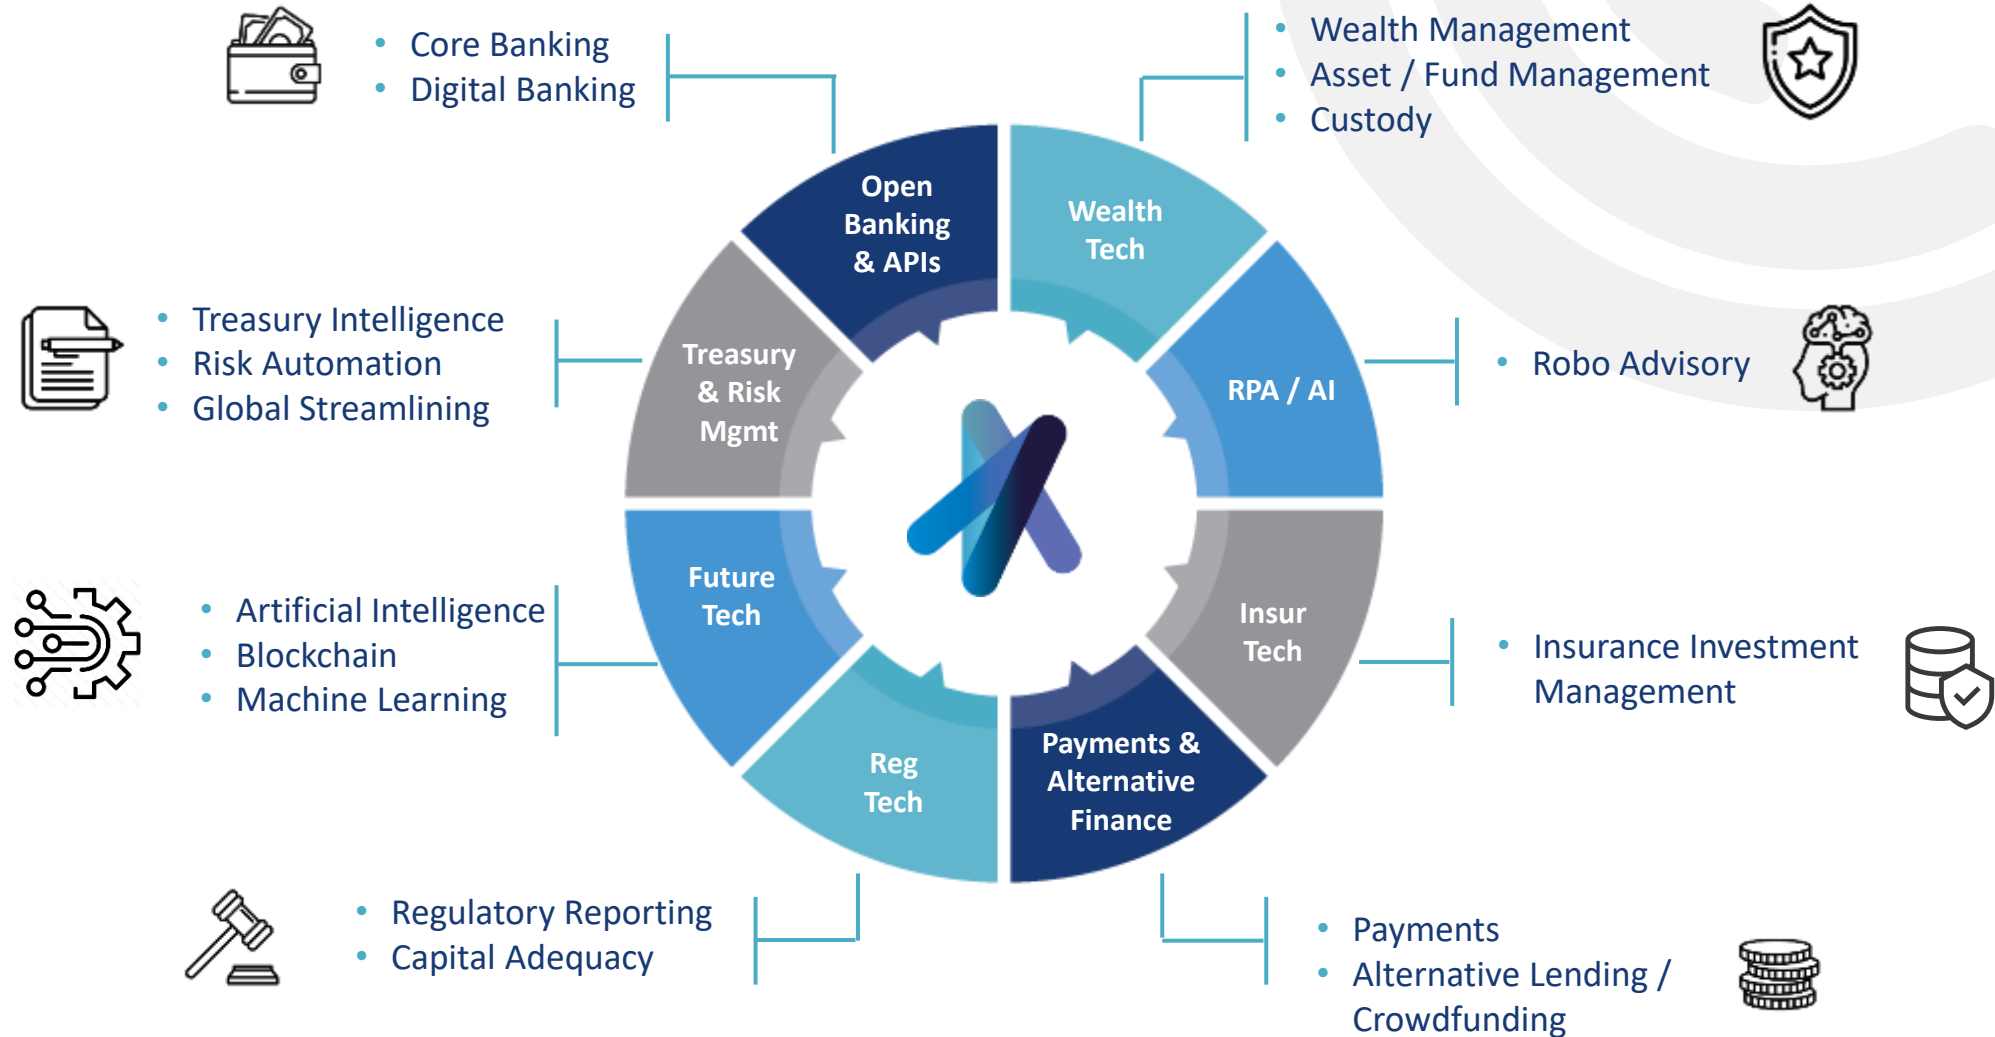 Core Banking
Digital Banking
Wealth Management
Asset / Fund Management
Custody
Open
Banking
& APIs
Wealth
Tech
Treasury Intelligence
Risk Automation
Global Streamlining
Treasury
& Risk
Mgmt
RPA / AI
Robo Advisory
Artificial Intelligence
Blockchain
Machine Learning
Future
Tech
Insur
Tech
Insurance Investment
Management
Reg
Tech
Payments &
Alternative
Finance
Regulatory Reporting
Capital Adequacy
Payments
Alternative Lending /
Crowdfunding